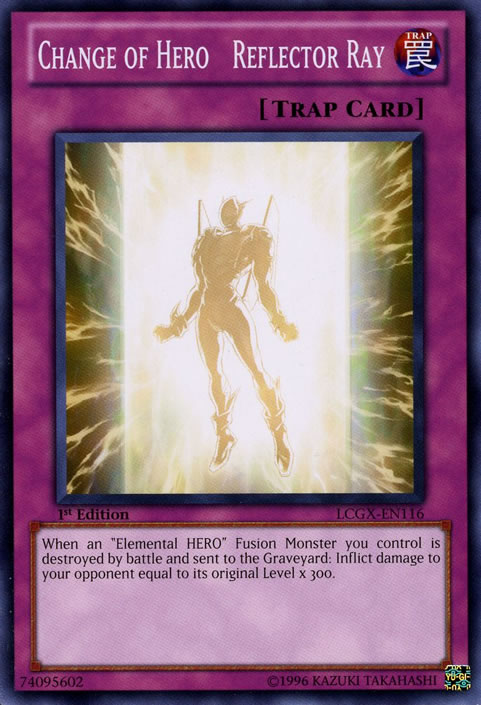 CHANGE OF HERO REFLECTOR RAY
TRAP
罠
[TRAP CARD]
1st Edition
LCGX-EN116
When an "Elemental HERO" Fusion Monster you control is
destroyed by battle and sent to the Graveyard: Inflict damage to
your opponent equal to its original Level x 300.
74095602
©1996 KAZUKI TAKAHASHI